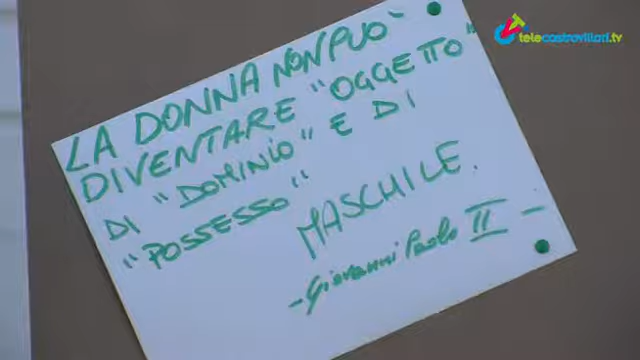 telecastrovillari.tv
LA DONNA NON PUO'
DIVENTARE "OGGETTO"
DI "DOMINIO" E DI
"POSSESSO"
MASCHILE.
- Giovanni Paolo II -